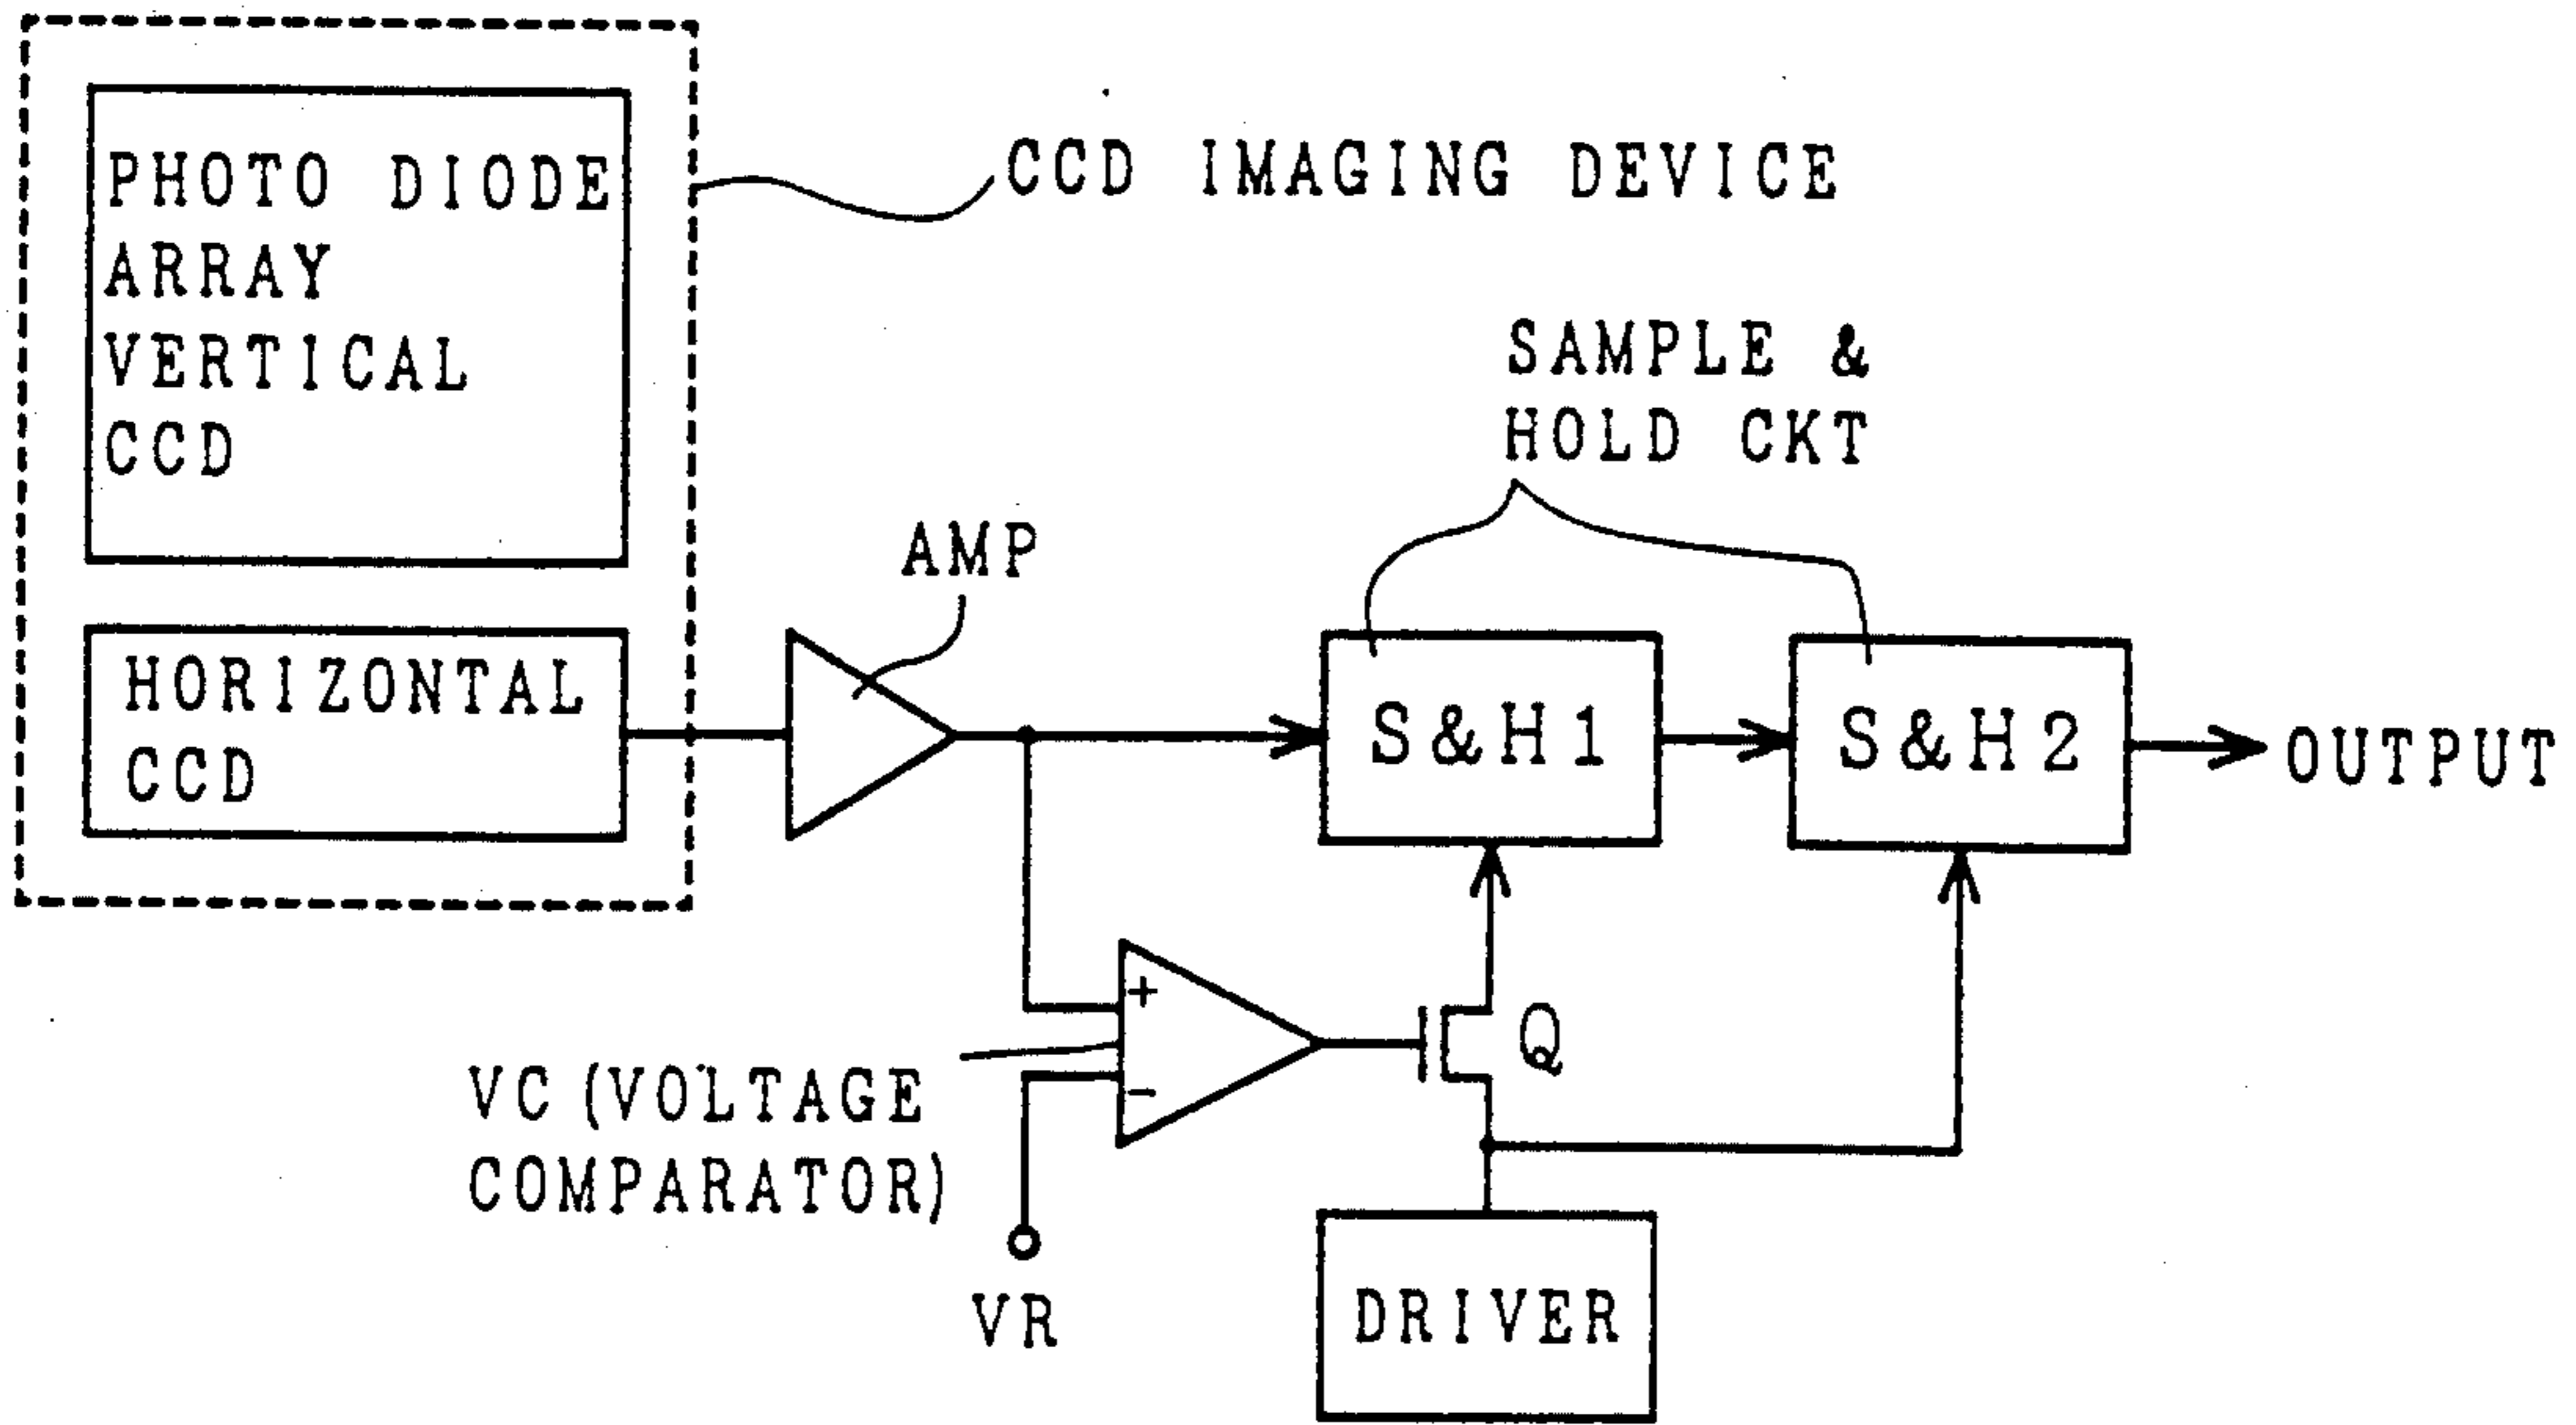 PHOTO DIODE
ARRAY
VERTICAL
CCD
CCD IMAGING DEVICE
SAMPLE &
HOLD CKT
AMP
HORIZONTAL
CCD
S&H1
S&H2
OUTPUT
+
-
Q
VC (VOLTAGE
COMPARATOR)
VR
DRIVER